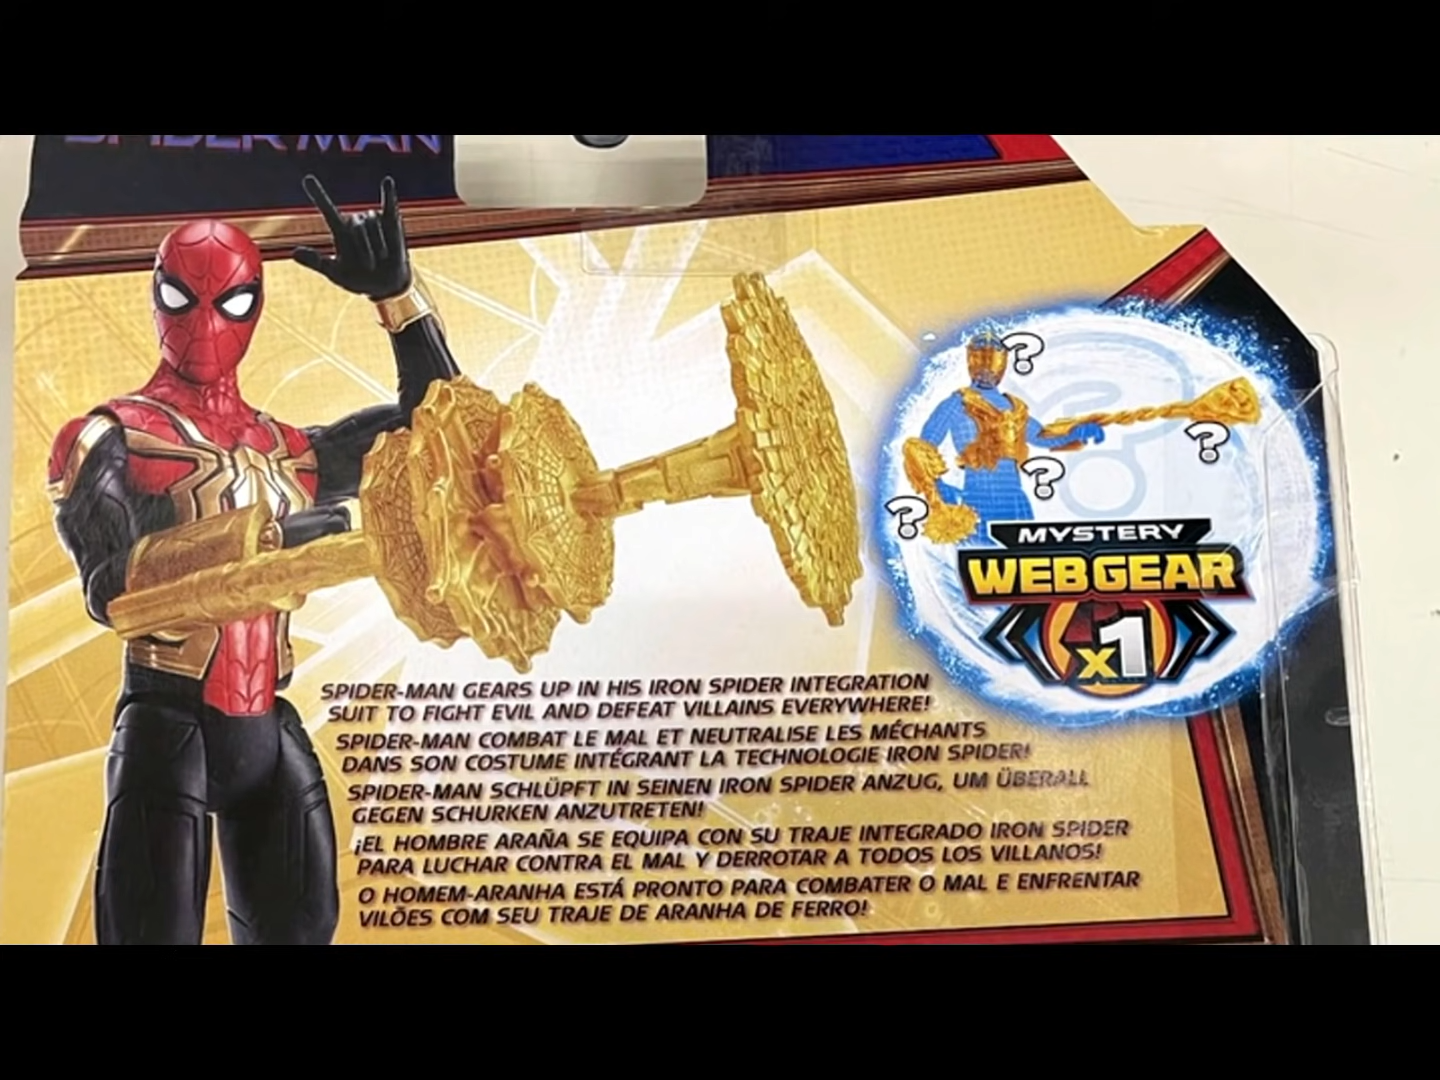 SPIDER-MAN
SPIDER-MAN GEARS UP IN HIS IRON SPIDER INTEGRATION
SUIT TO FIGHT EVIL AND DEFEAT VILLAINS EVERYWHERE!
SPIDER-MAN COMBAT LE MAL ET NEUTRALISE LES MÉCHANTS
DANS SON COSTUME INTÉGRANT LA TECHNOLOGIE IRON SPIDER!
SPIDER-MAN SCHLÜPFT IN SEINEN IRON SPIDER ANZUG, UM ÜBERALL
GEGEN SCHURKEN ANZUTRETEN!
¡EL HOMBRE ARAÑA SE EQUIPA CON SU TRAJE INTEGRADO IRON SPIDER
PARA LUCHAR CONTRA EL MAL Y DERROTAR A TODOS LOS VILLANOS!
O HOMEM-ARANHA ESTÁ PRONTO PARA COMBATER O MAL E ENFRENTAR
VILÕES COM SEU TRAJE DE ARANHA DE FERRO!
?
?
?
?
MYSTERY
WEB GEAR
x1